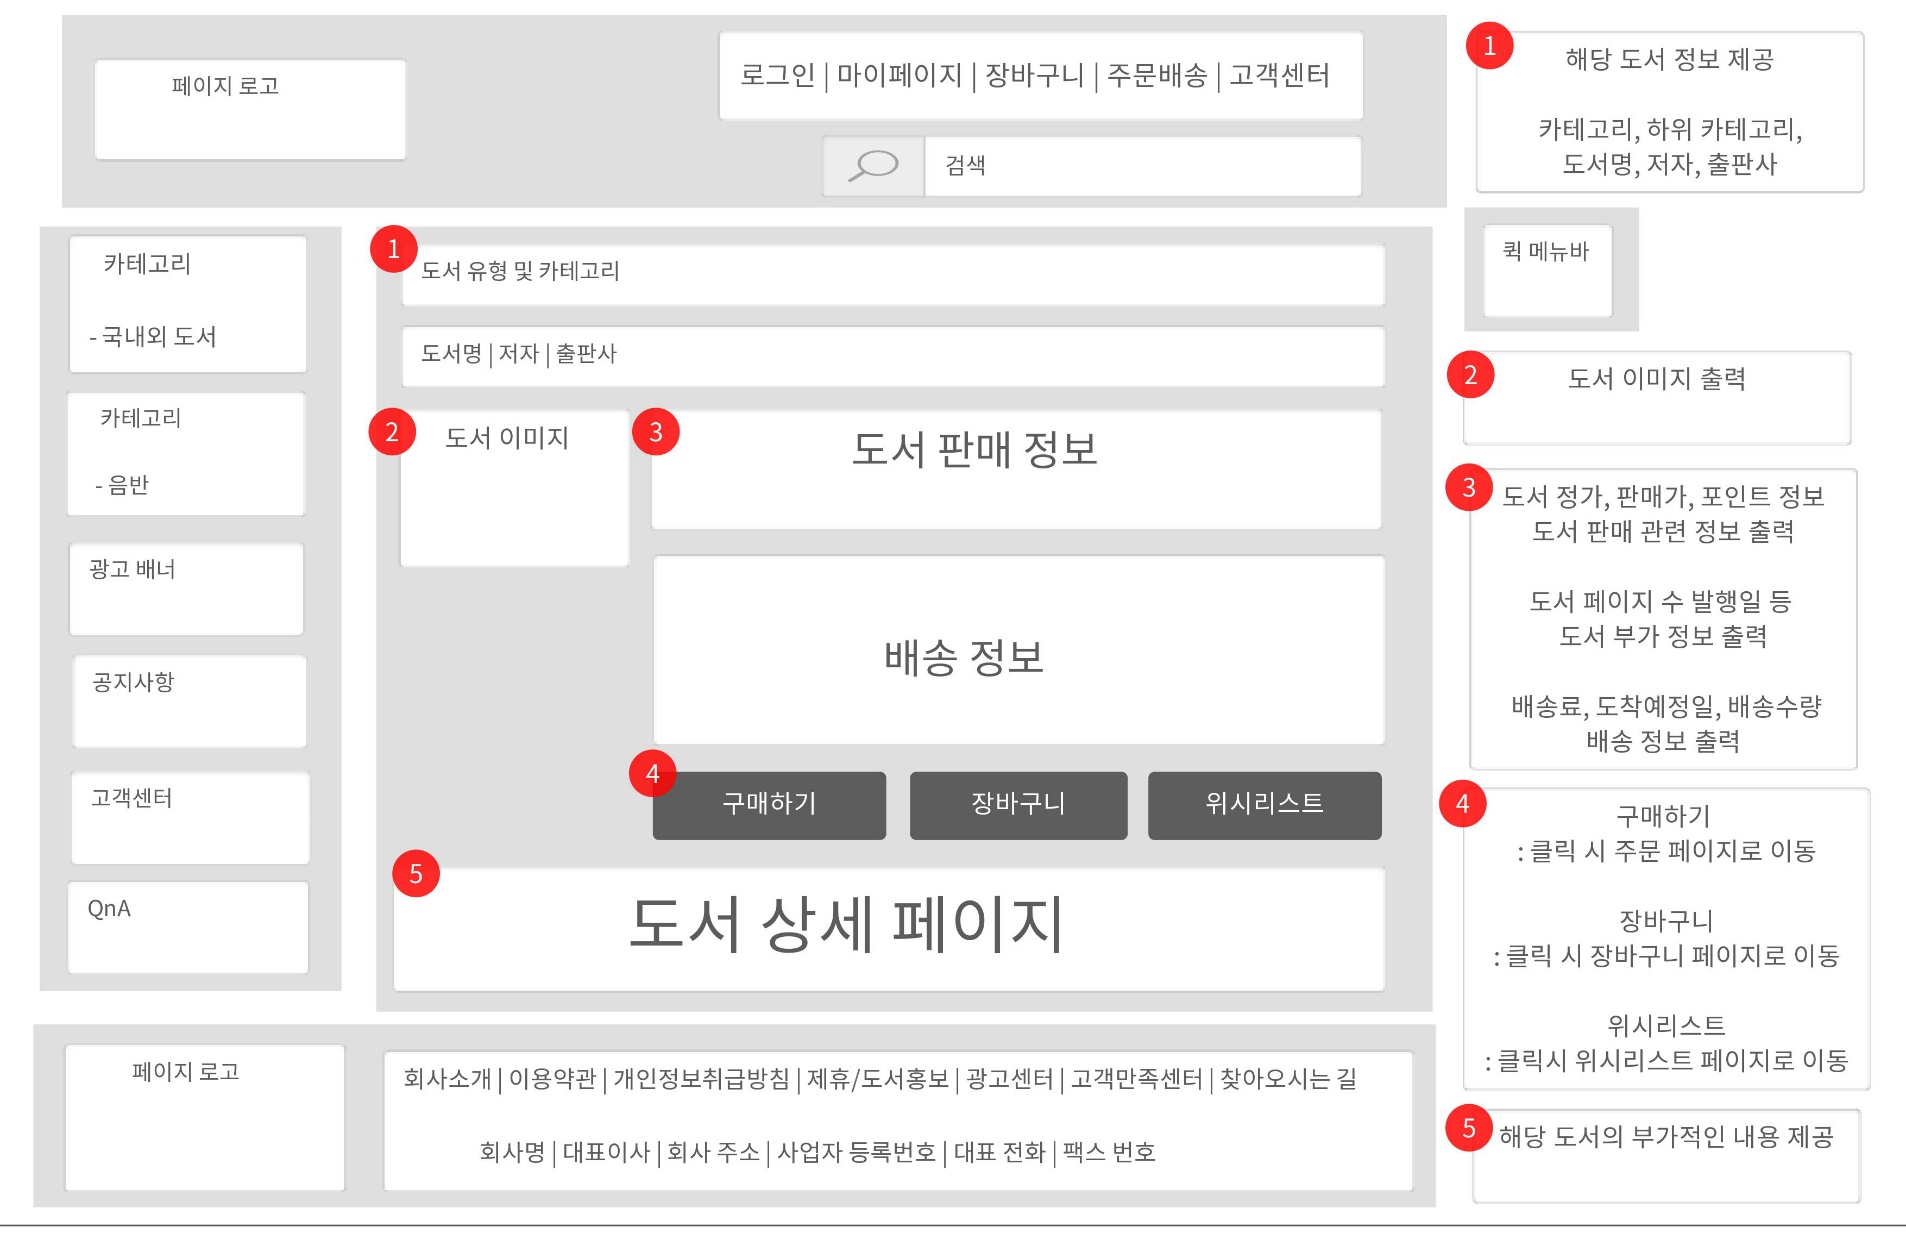 페이지 로고
로그인 | 마이페이지 | 장바구니 | 주문배송 | 고객센터
검색
카테고리
- 국내외 도서
카테고리
- 음반
광고 배너
공지사항
고객센터
QnA
1
도서 유형 및 카테고리
도서명 | 저자 | 출판사
2
도서 이미지
3
도서 판매 정보
배송 정보
4
구매하기
장바구니
위시리스트
5
도서 상세 페이지
페이지 로고
회사소개 | 이용약관 | 개인정보취급방침 | 제휴/도서홍보 | 광고센터 | 고객만족센터 | 찾아오시는 길
회사명 | 대표이사 | 회사 주소 | 사업자 등록번호 | 대표 전화 | 팩스 번호
1
해당 도서 정보 제공
카테고리, 하위 카테고리,
도서명, 저자, 출판사
퀵 메뉴바
2
도서 이미지 출력
3
도서 정가, 판매가, 포인트 정보
도서 판매 관련 정보 출력
도서 페이지 수 발행일 등
도서 부가 정보 출력
배송료, 도착예정일, 배송수량
배송 정보 출력
4
구매하기
: 클릭 시 주문 페이지로 이동
장바구니
: 클릭 시 장바구니 페이지로 이동
위시리스트
: 클릭시 위시리스트 페이지로 이동
5
해당 도서의 부가적인 내용 제공